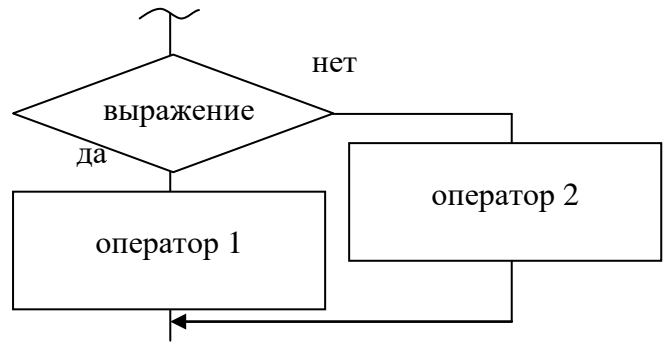 нет
выражение
да
оператор 2
оператор 1